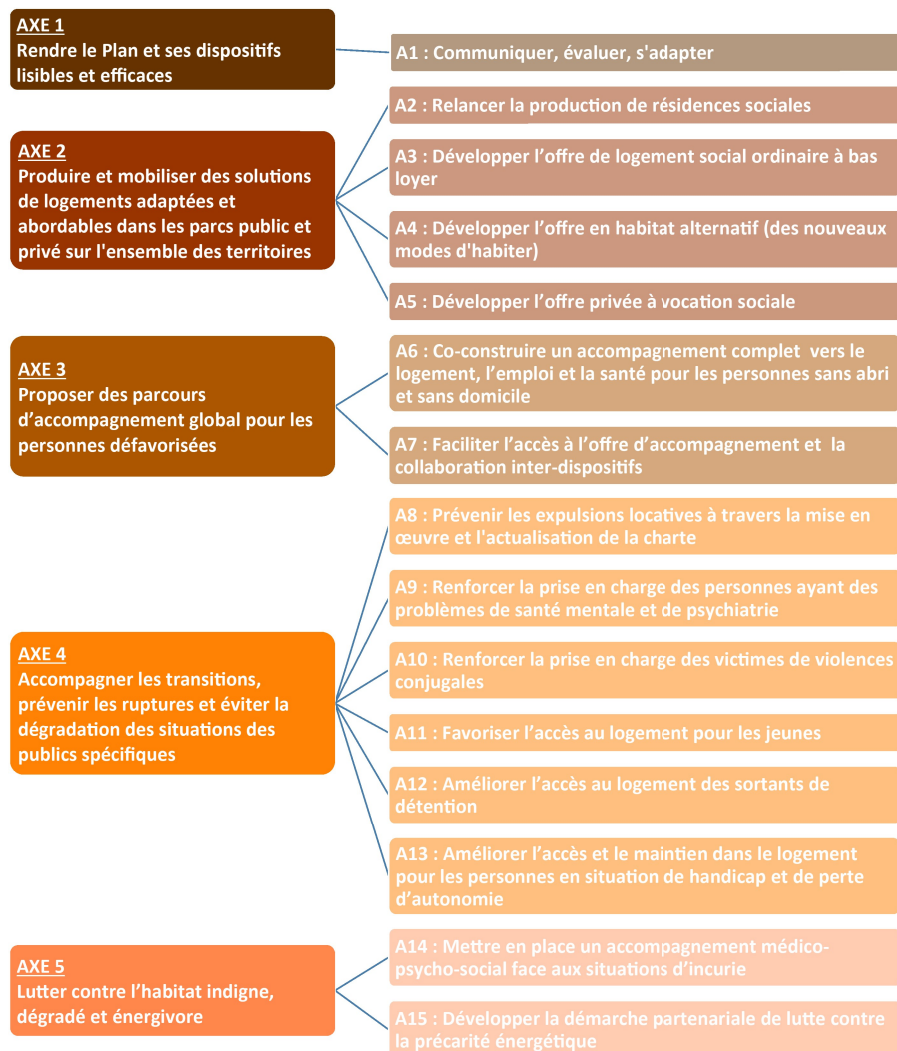 AXE 1
Rendre le Plan et ses dispositifs
lisibles et efficaces
A1 : Communiquer, évaluer, s'adapter
AXE 2
Produire et mobiliser des solutions
de logements adaptées et
abordables dans les parcs public et
privé sur l'ensemble des territoires
A2 : Relancer la production de résidences sociales
A3 : Développer l’offre de logement social ordinaire à bas
loyer
A4 : Développer l’offre en habitat alternatif (des nouveaux
modes d'habiter)
A5 : Développer l’offre privée à vocation sociale
AXE 3
Proposer des parcours
d’accompagnement global pour les
personnes défavorisées
A6 : Co-construire un accompagnement complet vers le
logement, l’emploi et la santé pour les personnes sans abri
et sans domicile
A7 : Faciliter l’accès à l’offre d’accompagnement et la
collaboration inter-dispositifs
AXE 4
Accompagner les transitions,
prévenir les ruptures et éviter la
dégradation des situations des
publics spécifiques
A8 : Prévenir les expulsions locatives à travers la mise en
œuvre et l'actualisation de la charte
A9 : Renforcer la prise en charge des personnes ayant des
problèmes de santé mentale et de psychiatrie
A10 : Renforcer la prise en charge des victimes de violences
conjugales
A11 : Favoriser l’accès au logement pour les jeunes
A12 : Améliorer l’accès au logement des sortants de
détention
A13 : Améliorer l’accès et le maintien dans le logement
pour les personnes en situation de handicap et de perte
d’autonomie
AXE 5
Lutter contre l’habitat indigne,
dégradé et énergivore
A14 : Mettre en place un accompagnement médico-
psycho-social face aux situations d’incurie
A15 : Développer la démarche partenariale de lutte contre
la précarité énergétique